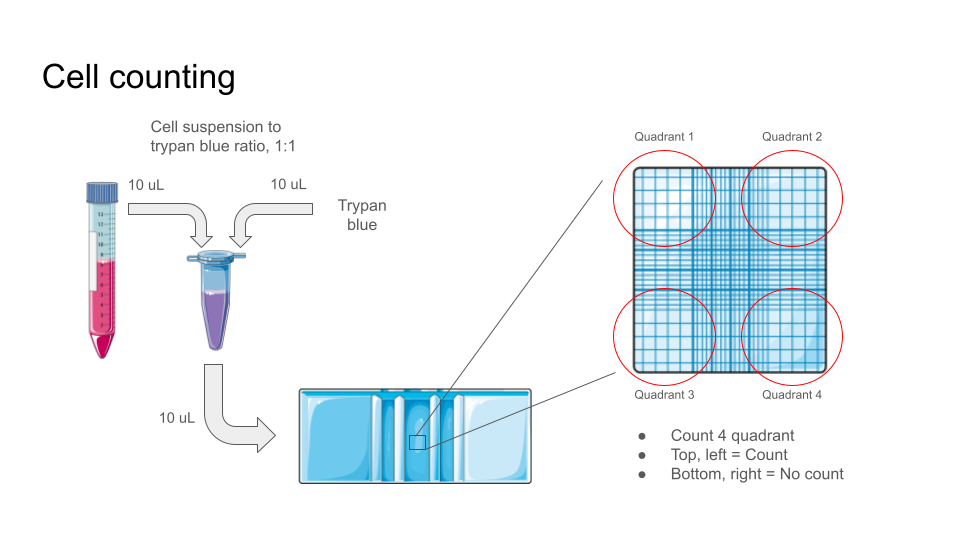 Cell counting
Cell suspension to
trypan blue ratio, 1:1
10 uL
10 uL
Trypan
blue
10 uL
Quadrant 1
Quadrant 2
Quadrant 3
Quadrant 4
● Count 4 quadrant
● Top, left = Count
● Bottom, right = No count